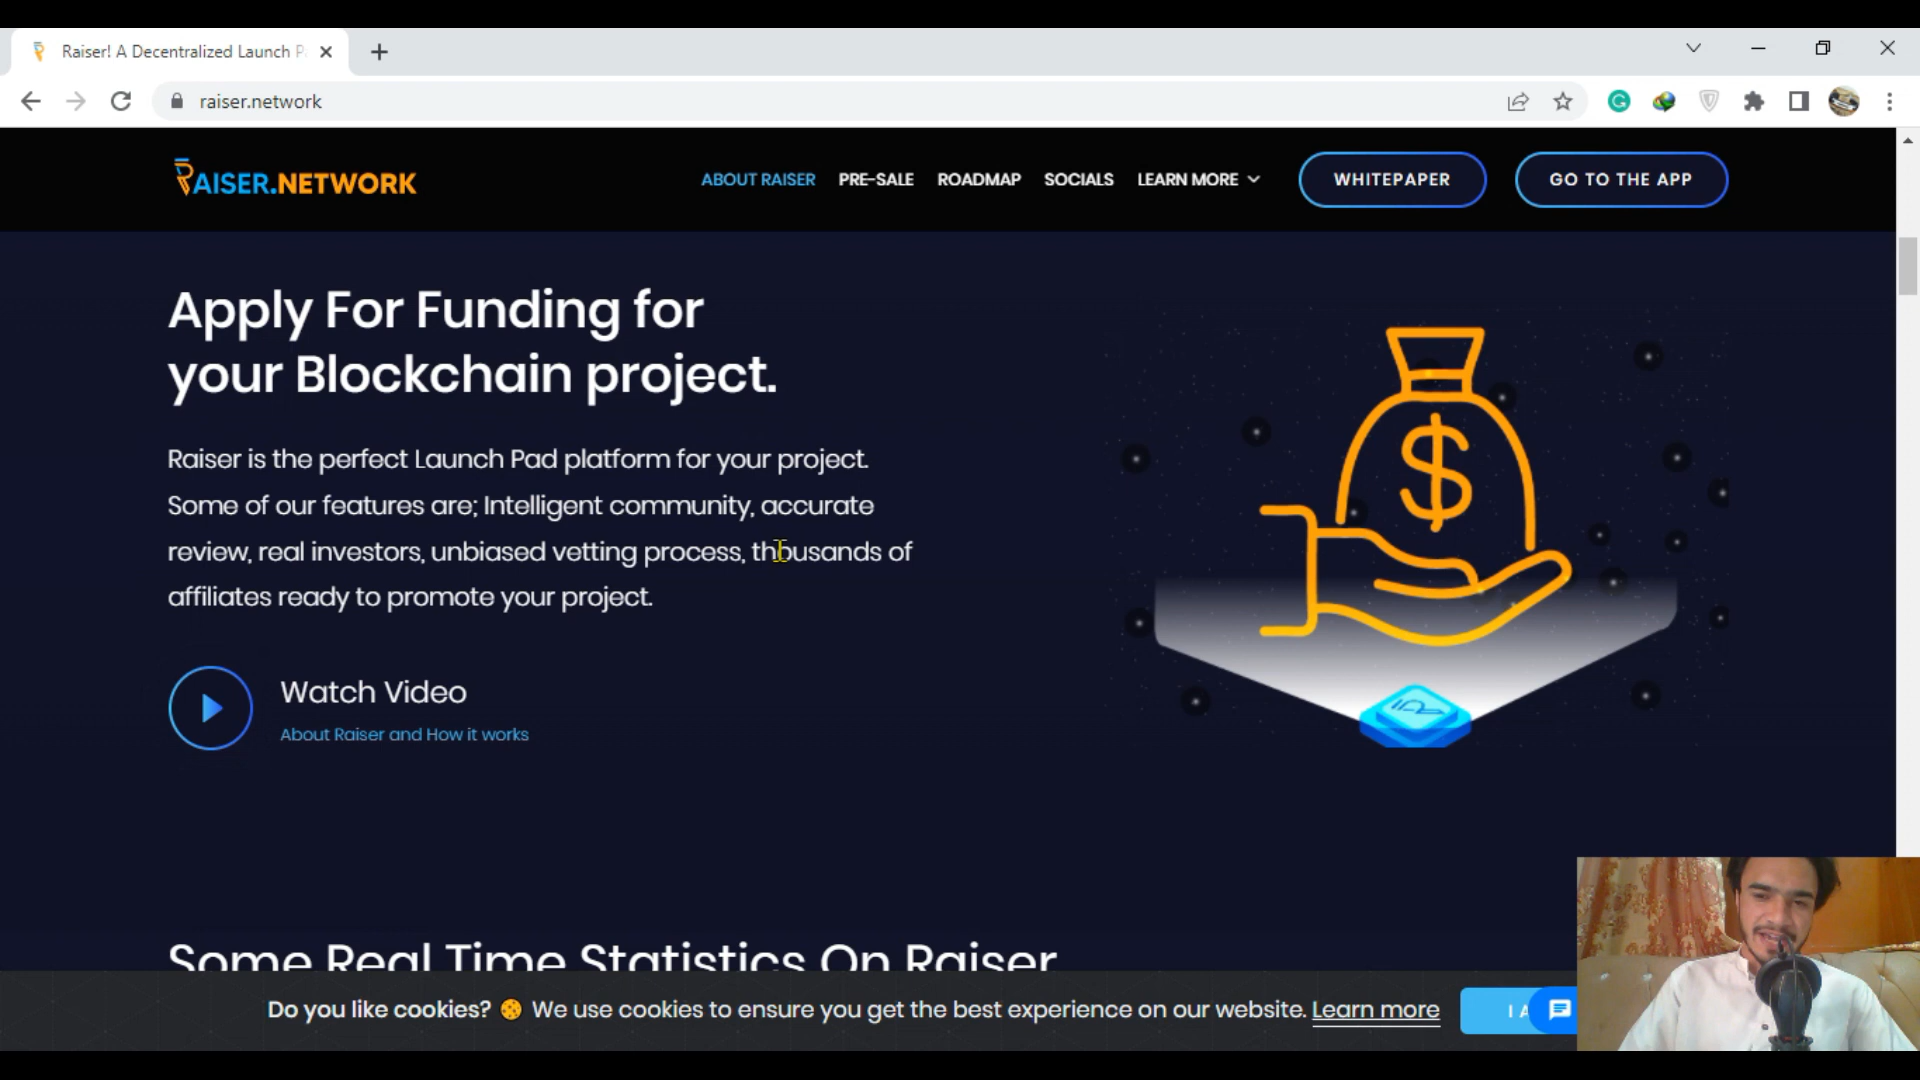 Raiser! A Decentralized Launch P
raiser.network
RAISER.NETWORK
ABOUT RAISER
PRE-SALE
ROADMAP
SOCIALS
LEARN MORE
WHITEPAPER
GO TO THE APP
Apply For Funding for
your Blockchain project.
Raiser is the perfect Launch Pad platform for your project.
Some of our features are; Intelligent community, accurate
review, real investors, unbiased vetting process, thousands of
affiliates ready to promote your project.
Watch Video
About Raiser and How it works
$
Some Real Time Statistics On Raiser
Do you like cookies? 🍪 We use cookies to ensure you get the best experience on our website. Learn more
I A